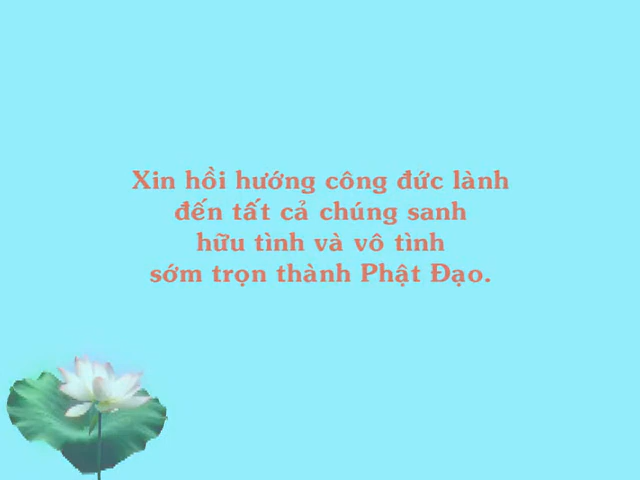 Xin hồi hướng công đức lành
đến tất cả chúng sanh
hữu tình và vô tình
sớm trọn thành Phật Đạo.